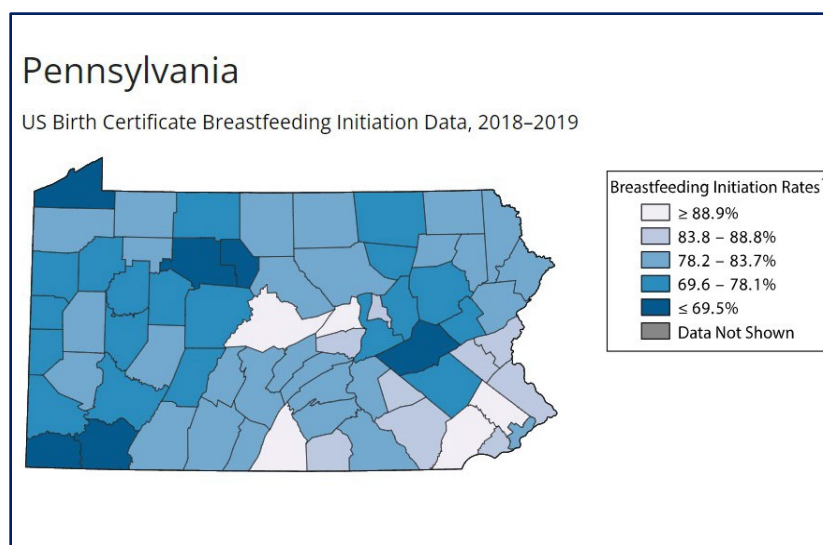 Pennsylvania
US Birth Certificate Breastfeeding Initiation Data, 2018–2019
Breastfeeding Initiation Rates
≥ 88.9%
83.8 – 88.8%
78.2 – 83.7%
69.6 – 78.1%
≤ 69.5%
Data Not Shown